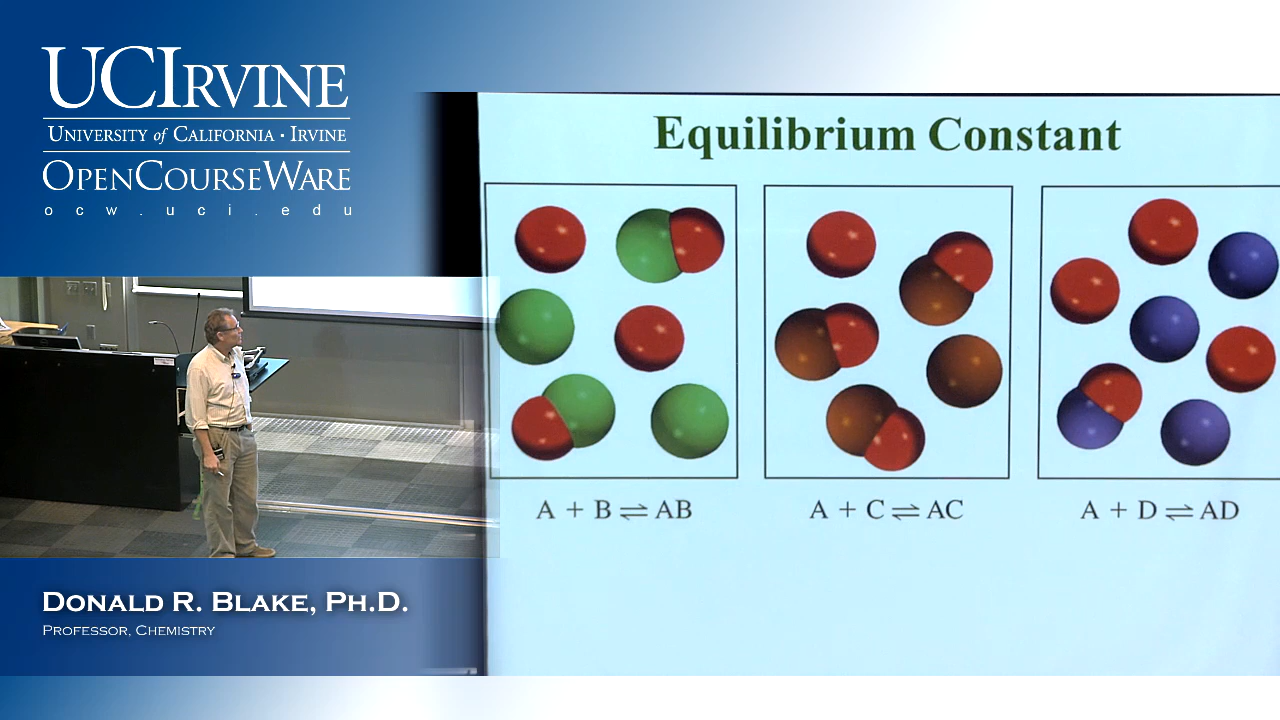 UCIRVINE
UNIVERSITY of CALIFORNIA · IRVINE
OPENCOURSEWARE
ocw.uci.edu
Equilibrium Constant
A + B ⇌ AB
A + C ⇌ AC
A + D ⇌ AD
DONALD R. BLAKE, PH.D.
PROFESSOR, CHEMISTRY